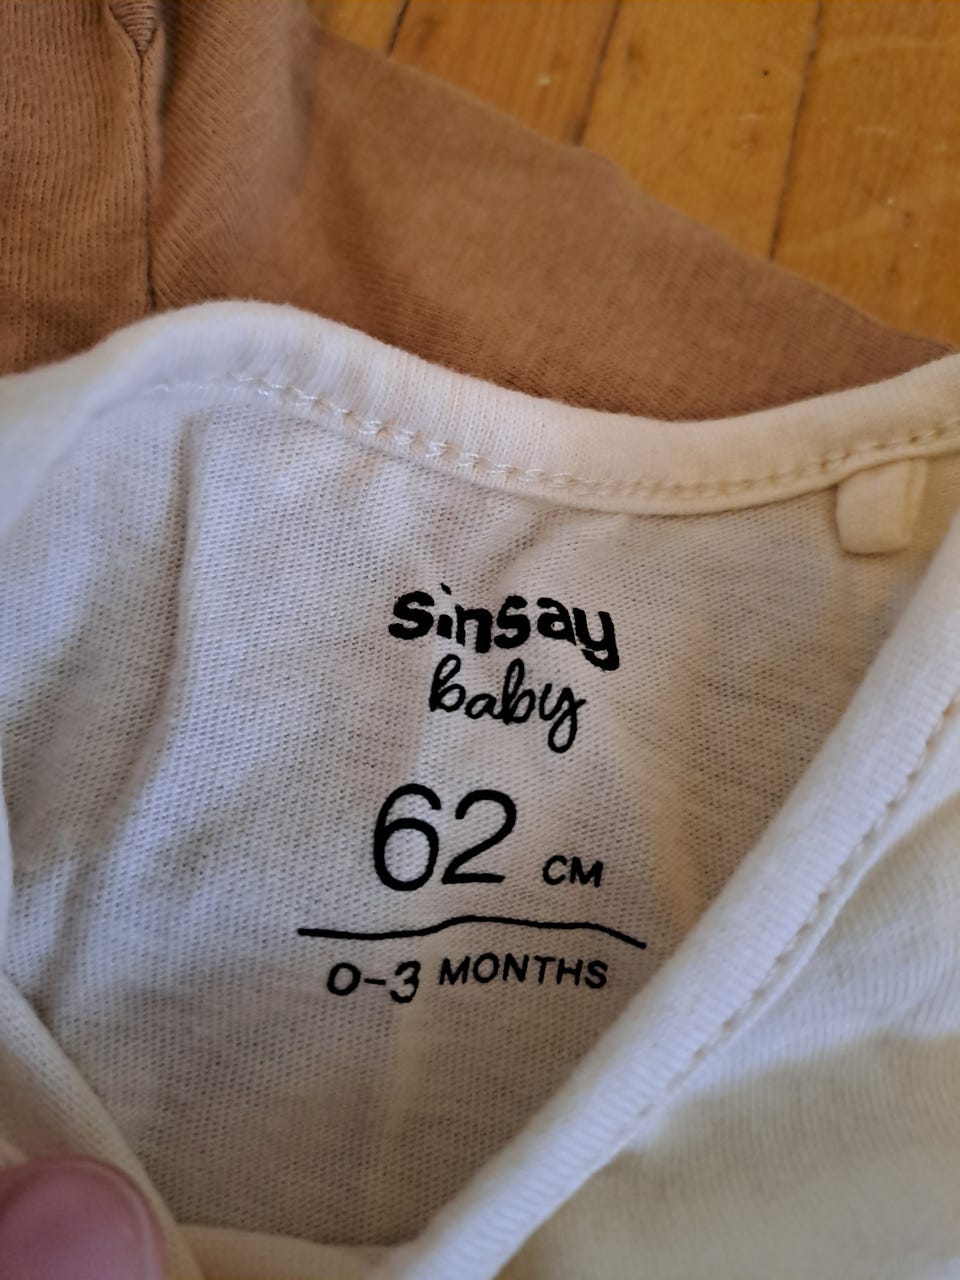 sinsay
baby
62 CM
0-3 MONTHS